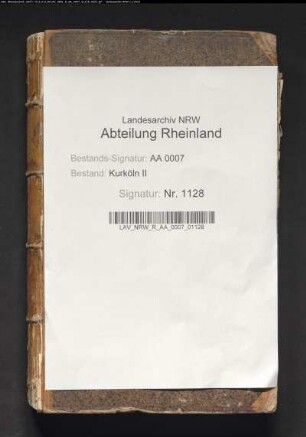 Landesarchiv NRW
Abteilung Rheinland
Bestands-Signatur: AA 0007
Bestand: Kurköln II
Signatur: Nr. 1128
LAV_NRW_R_AA_0007_01128